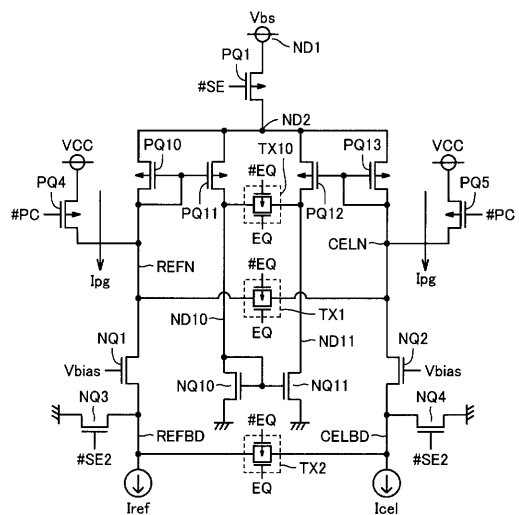 Vbs
ND1
PQ1
#SE
ND2
VCC
PQ10
TX10
PQ13
VCC
PQ4
#EQ
PQ5
#PC
PQ11
PQ12
#PC
EQ
REFN
CELN
Ipg
#EQ
Ipg
ND10
EQ
TX1
ND11
NQ1
NQ2
Vbias
Vbias
NQ3
NQ10
NQ11
NQ4
REFBD
#EQ
CELBD
#SE2
#SE2
EQ
TX2
Iref
Icel